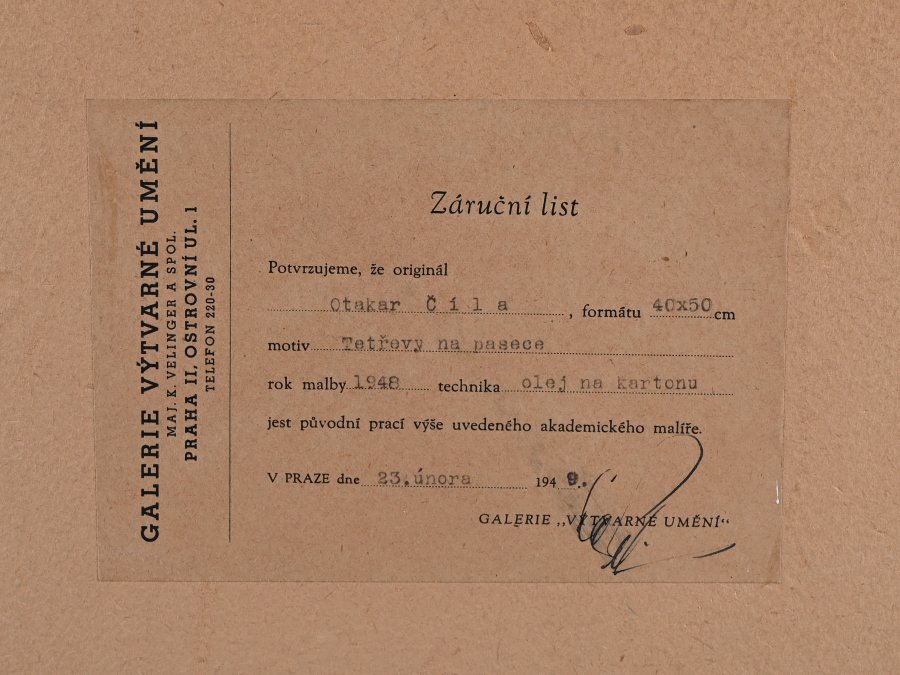 GALERIE VÝTVARNÉ UMĚNÍ
MAJ. K. VELINGER A SPOL.
PRAHA II, OSTROVNÍ UL. 1
TELEFON 220-30
Záruční list
Potvrzujeme, že originál
Otakar Č í l a , formátu 40x50 cm
motiv Tetřevy na pasece
rok malby 1948 technika olej na kartonu
jest původní prací výše uvedeného akademického malíře.
V PRAZE dne 23.února 1949.
GALERIE „VÝTVARNÉ UMĚNÍ“